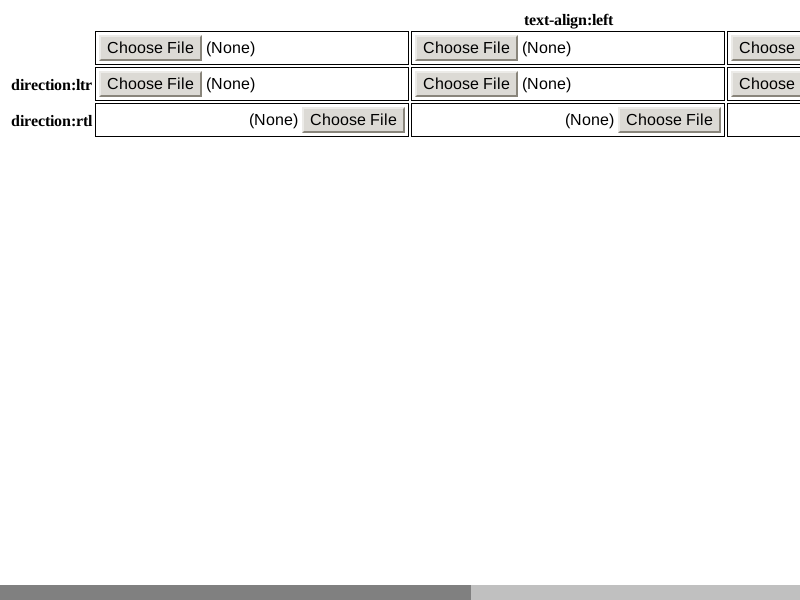 text-align:left
Choose File (None) Choose File (None) Choose
direction:ltr Choose File (None) Choose File (None) Choose
direction:rtl (None) Choose File (None) Choose File